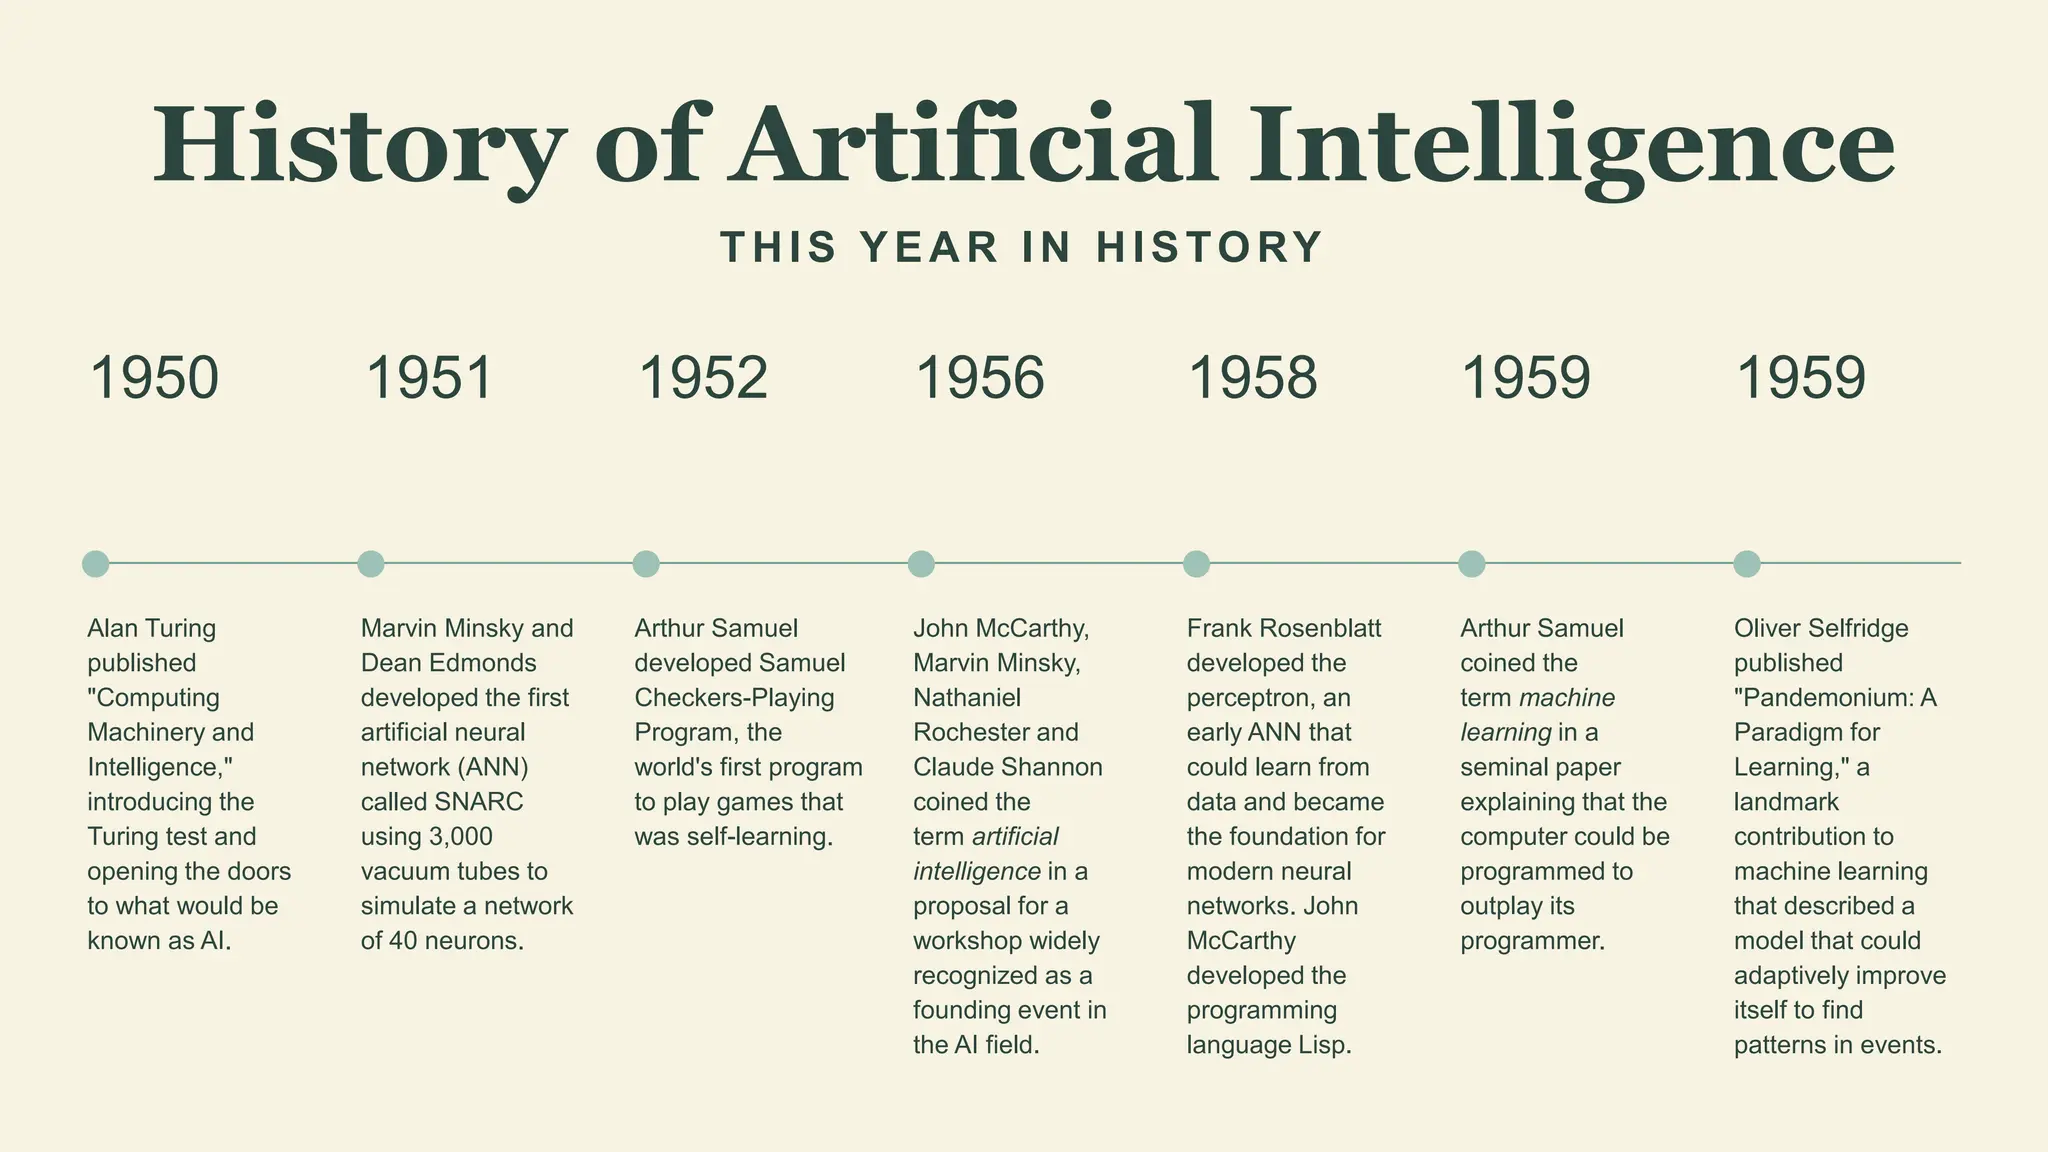 History of Artificial Intelligence
THIS YEAR IN HISTORY
1950
Alan Turing
published
"Computing
Machinery and
Intelligence,"
introducing the
Turing test and
opening the doors
to what would be
known as AI.
1951
Marvin Minsky and
Dean Edmonds
developed the first
artificial neural
network (ANN)
called SNARC
using 3,000
vacuum tubes to
simulate a network
of 40 neurons.
1952
Arthur Samuel
developed Samuel
Checkers-Playing
Program, the
world's first program
to play games that
was self-learning.
1956
John McCarthy,
Marvin Minsky,
Nathaniel
Rochester and
Claude Shannon
coined the
term artificial
intelligence in a
proposal for a
workshop widely
recognized as a
founding event in
the AI field.
1958
Frank Rosenblatt
developed the
perceptron, an
early ANN that
could learn from
data and became
the foundation for
modern neural
networks. John
McCarthy
developed the
programming
language Lisp.
1959
Arthur Samuel
coined the
term machine
learning in a
seminal paper
explaining that the
computer could be
programmed to
outplay its
programmer.
1959
Oliver Selfridge
published
"Pandemonium: A
Paradigm for
Learning," a
landmark
contribution to
machine learning
that described a
model that could
adaptively improve
itself to find
patterns in events.